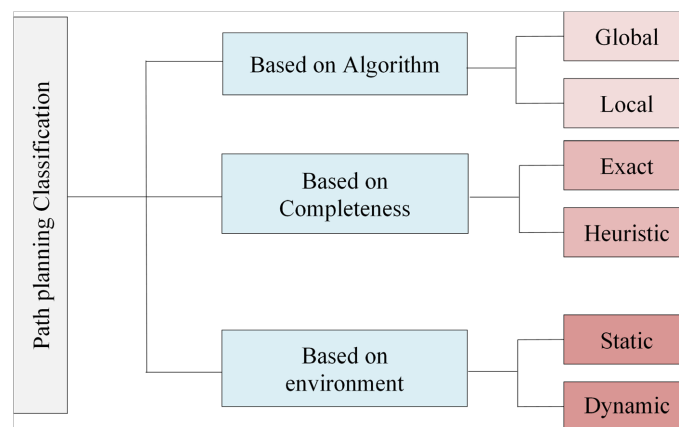 Path planning Classification
Based on Algorithm
Global
Local
Based on
Completeness
Exact
Heuristic
Based on
environment
Static
Dynamic